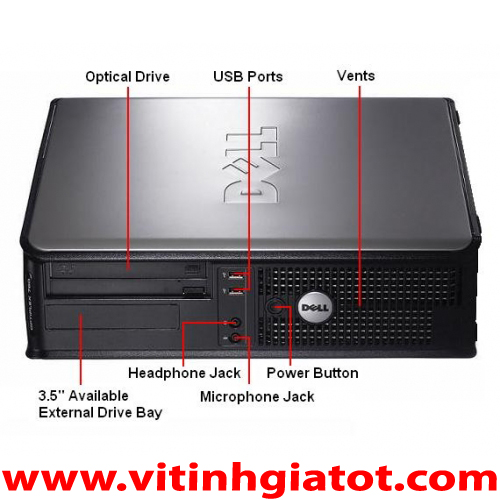 Optical Drive
USB Ports
Vents
DELL
DELL
Headphone Jack
Power Button
3.5" Available
External Drive Bay
Microphone Jack
www.vitinhgiatot.com